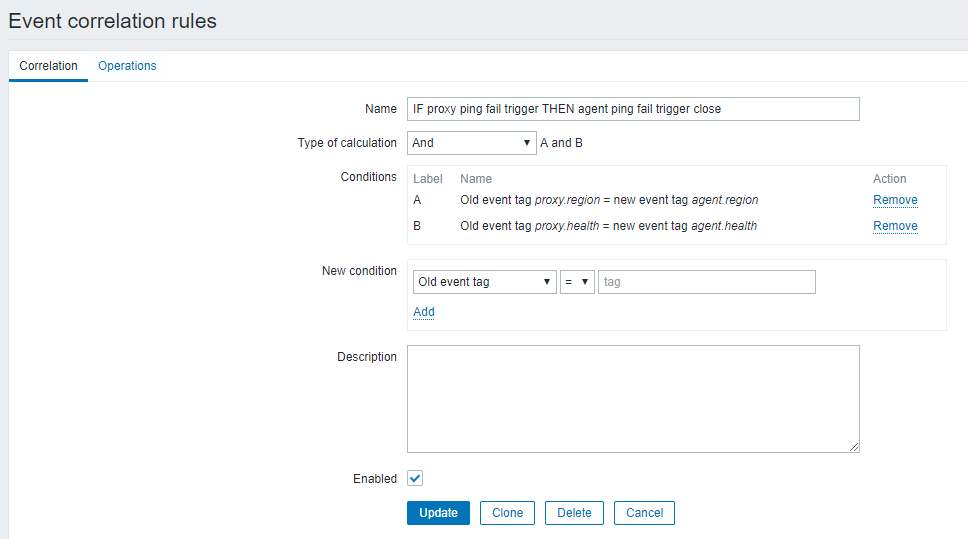 Event correlation rules
Correlation Operations
Name IF proxy ping fail trigger THEN agent ping fail trigger close
Type of calculation And A and B
Conditions Label Name Action
A Old event tag proxy.region = new event tag agent.region Remove
B Old event tag proxy.health = new event tag agent.health Remove
New condition
Old event tag = tag
Add
Description
Enabled
Update Clone Delete Cancel